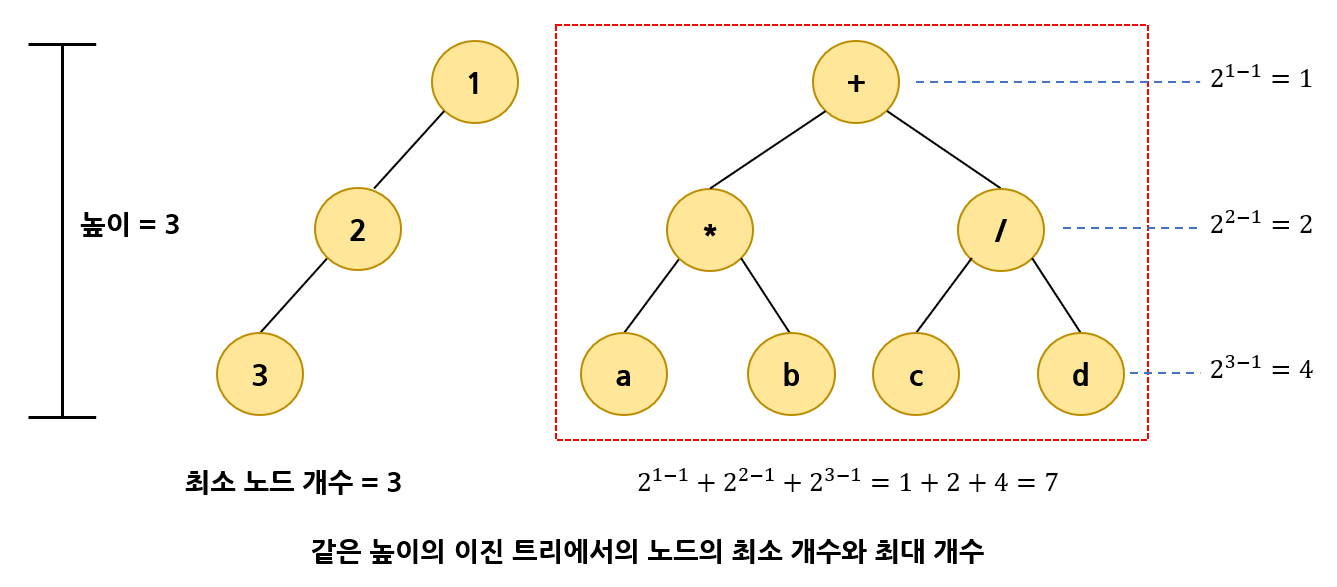 1
+
2^{1-1} = 1
높이 = 3
2
*
/
2^{2-1} = 2
3
a
b
c
d
2^{3-1} = 4
최소 노드 개수 = 3
2^{1-1} + 2^{2-1} + 2^{3-1} = 1 + 2 + 4 = 7
같은 높이의 이진 트리에서의 노드의 최소 개수와 최대 개수